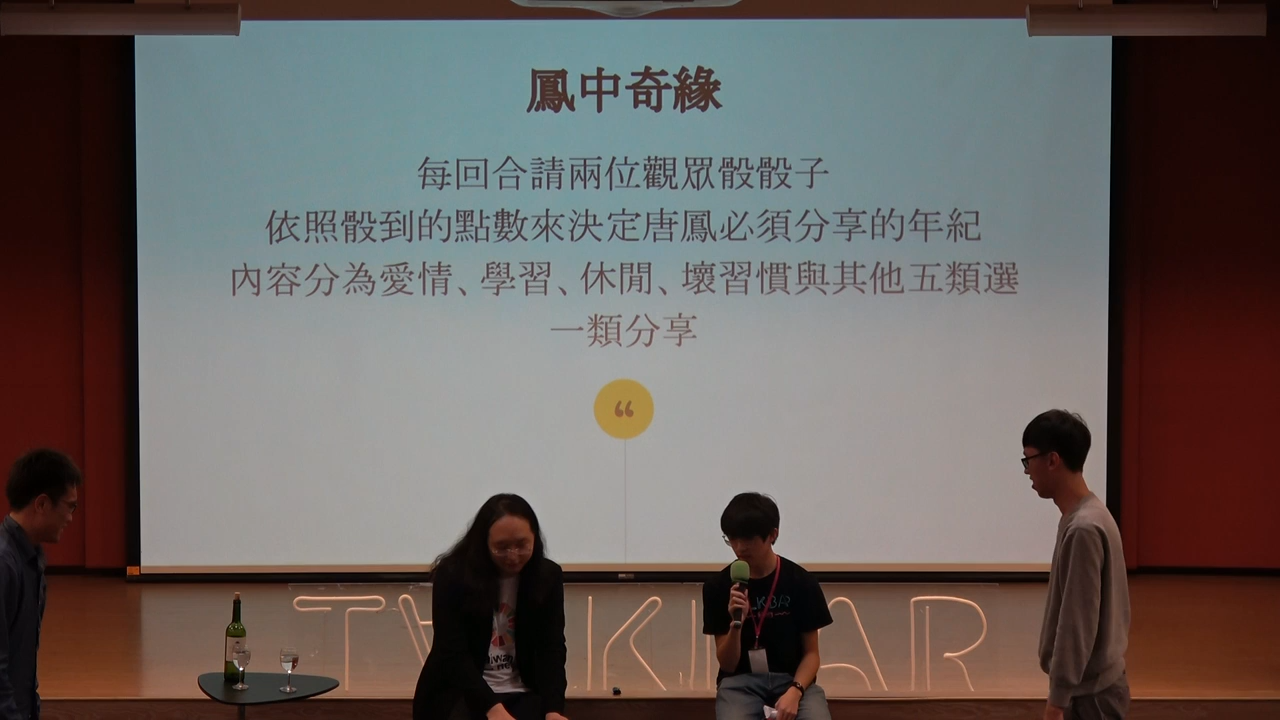 鳳中奇緣
每回合請兩位觀眾骰骰子
依照骰到的點數來決定唐鳳必須分享的年紀
內容分為愛情、學習、休閒、壞習慣與其他五類選
一類分享
“